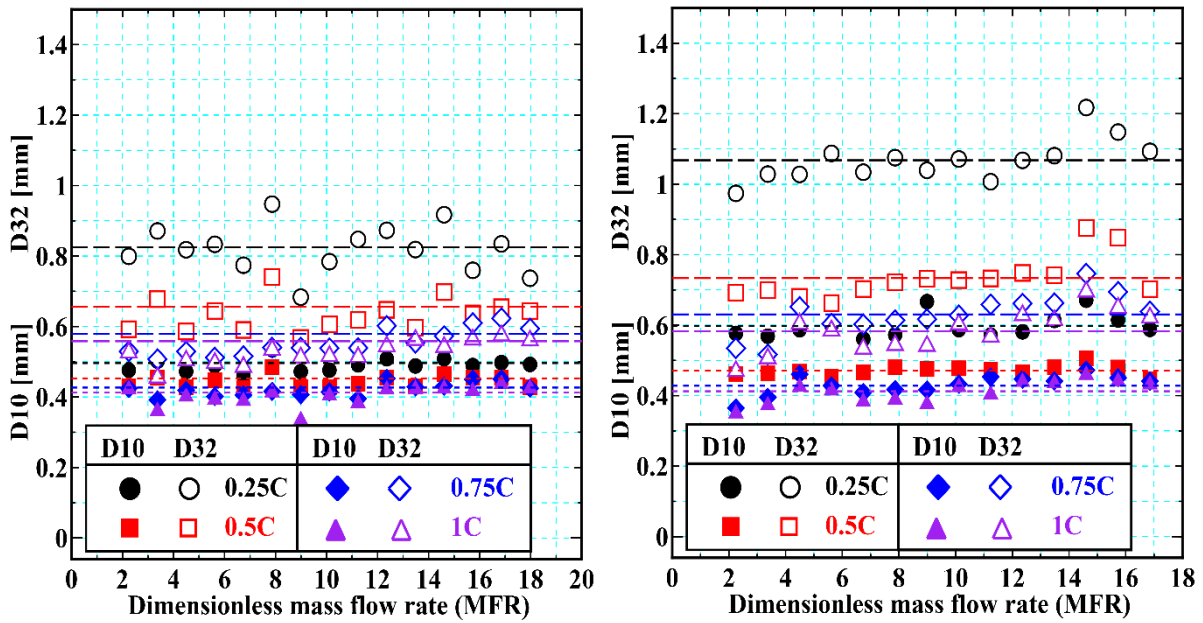 1.4
1.2
1
0.8
0.6
0.4
0.2
0
D32 [mm]
D10 [mm]
D10 D32 D10 D32
0.25C 0.75C
0.5C 1C
0 2 4 6 8 10 12 14 16 18 20
Dimensionless mass flow rate (MFR)
1.4
1.2
1
0.8
0.6
0.4
0.2
0
D32 [mm]
D10 [mm]
D10 D32 D10 D32
0.25C 0.75C
0.5C 1C
0 2 4 6 8 10 12 14 16 18
Dimensionless mass flow rate (MFR)